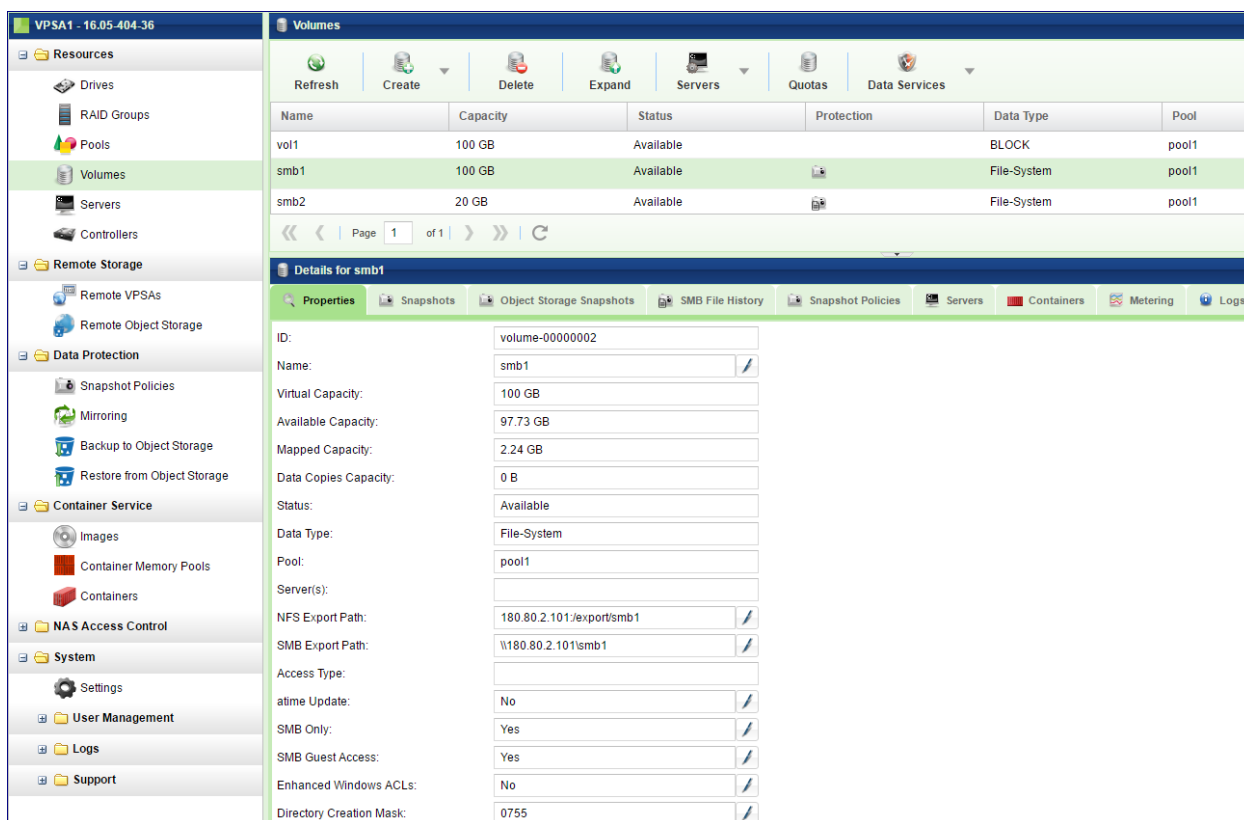 VPSA1 - 16.05-404-36
Resources
Drives
RAID Groups
Pools
Volumes
Servers
Controllers
Remote Storage
Remote VPSAs
Remote Object Storage
Data Protection
Snapshot Policies
Mirroring
Backup to Object Storage
Restore from Object Storage
Container Service
Images
Container Memory Pools
Containers
NAS Access Control
System
Settings
User Management
Logs
Support
Volumes
Refresh Create Delete Expand Servers Quotas Data Services
Name Capacity Status Protection Data Type Pool
vol1 100 GB Available BLOCK pool1
smb1 100 GB Available File-System pool1
smb2 20 GB Available File-System pool1
Page 1 of 1
Details for smb1
Properties Snapshots Object Storage Snapshots SMB File History Snapshot Policies Servers Containers Metering Logs
ID: volume-00000002
Name: smb1
Virtual Capacity: 100 GB
Available Capacity: 97.73 GB
Mapped Capacity: 2.24 GB
Data Copies Capacity: 0 B
Status: Available
Data Type: File-System
Pool: pool1
Server(s):
NFS Export Path: 180.80.2.101:/export/smb1
SMB Export Path: \\180.80.2.101\smb1
Access Type:
atime Update: No
SMB Only: Yes
SMB Guest Access: Yes
Enhanced Windows ACLs: No
Directory Creation Mask: 0755